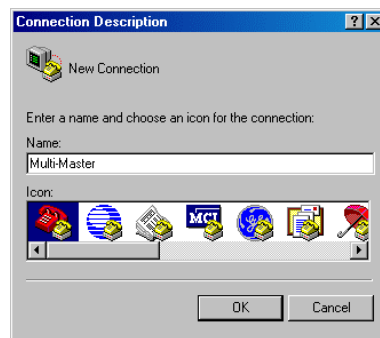 Connection Description
New Connection
Enter a name and choose an icon for the connection:
Name:
Multi-Master
Icon:
MCI
OK
Cancel